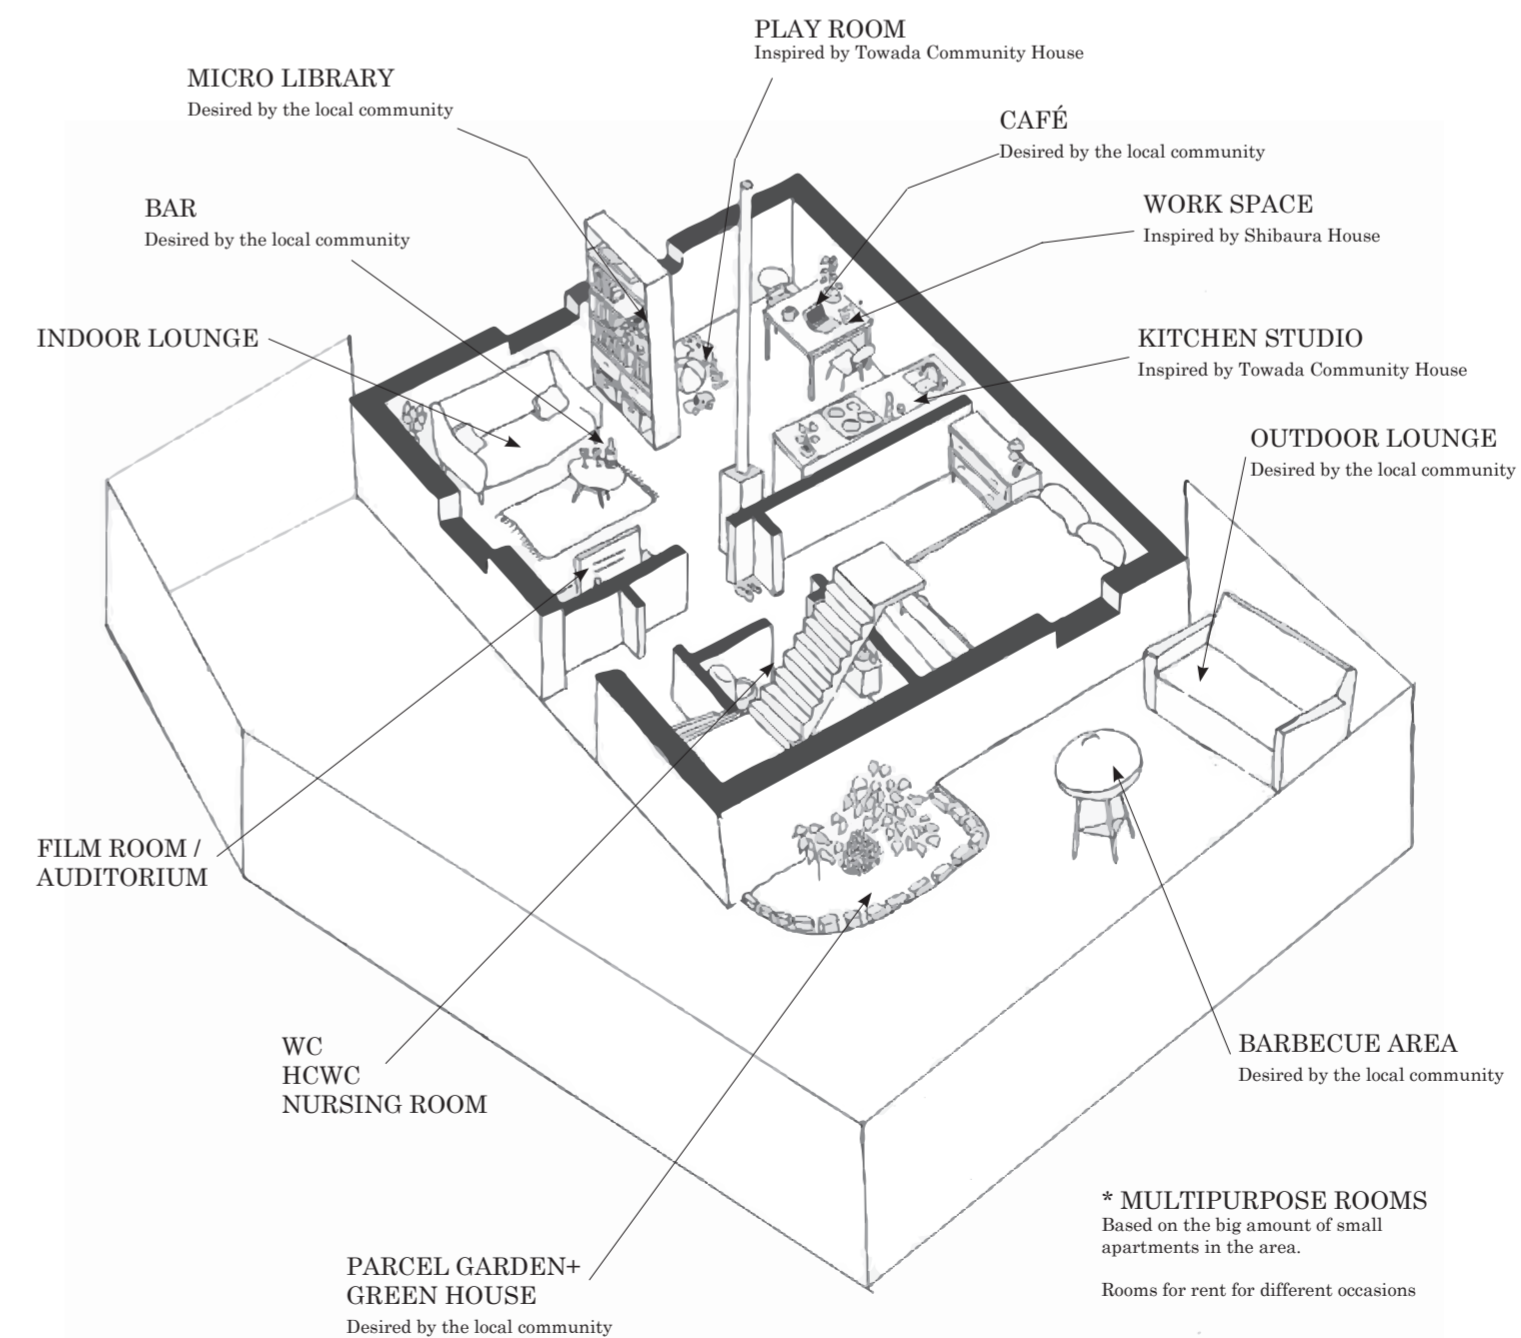 PLAY ROOM
Inspired by Towada Community House
MICRO LIBRARY
Desired by the local community
CAFÉ
Desired by the local community
BAR
Desired by the local community
WORK SPACE
Inspired by Shibaura House
INDOOR LOUNGE
KITCHEN STUDIO
Inspired by Towada Community House
OUTDOOR LOUNGE
Desired by the local community
FILM ROOM /
AUDITORIUM
WC
HCWC
NURSING ROOM
BARBECUE AREA
Desired by the local community
* MULTIPURPOSE ROOMS
Based on the big amount of small
apartments in the area.
Rooms for rent for different occasions
PARCEL GARDEN+
GREEN HOUSE
Desired by the local community